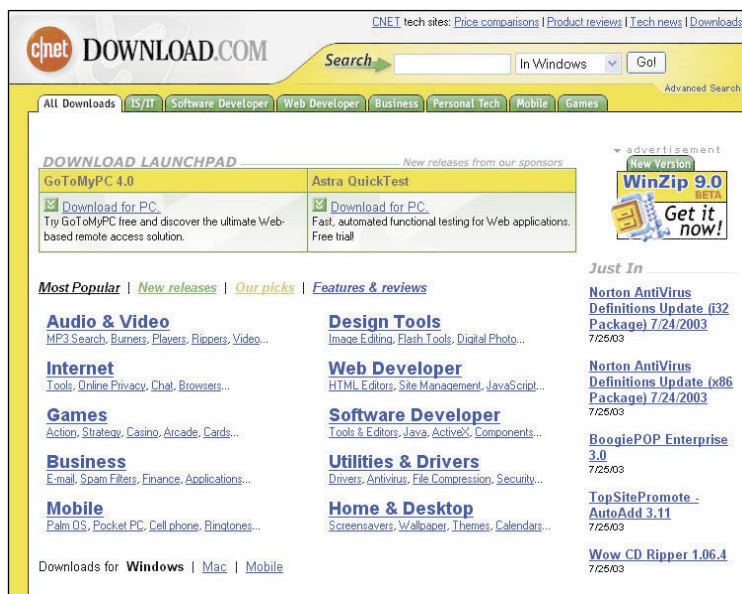 CNET tech sites: Price comparisons | Product reviews | Tech news | Downloads
c|net DOWNLOAD.COM
Search In Windows Go!
Advanced Search
All Downloads IS/IT Software Developer Web Developer Business Personal Tech Mobile Games
DOWNLOAD LAUNCHPAD New releases from our sponsors
GoToMyPC 4.0
Download for PC.
Try GoToMyPC free and discover the ultimate Web-
based remote access solution.
Astra QuickTest
Download for PC.
Fast, automated functional testing for Web applications.
Free trial!
advertisement
New Version
WinZip 9.0
BETA
Get it
now!
Most Popular | New releases | Our picks | Features & reviews
Audio & Video
MP3 Search, Burners, Players, Rippers, Video...
Design Tools
Image Editing, Flash Tools, Digital Photo...
Internet
Tools, Online Privacy, Chat, Browsers...
Web Developer
HTML Editors, Site Management, JavaScript...
Games
Action, Strategy, Casino, Arcade, Cards...
Software Developer
Tools & Editors, Java, ActiveX, Components...
Business
E-mail, Spam Filters, Finance, Applications...
Utilities & Drivers
Drivers, Antivirus, File Compression, Security...
Mobile
Palm OS, Pocket PC, Cell phone, Ringtones...
Home & Desktop
Screensavers, Wallpaper, Themes, Calendars...
Downloads for Windows | Mac | Mobile
Just In
Norton AntiVirus
Definitions Update (i32
Package) 7/24/2003
7/25/03
Norton AntiVirus
Definitions Update (x86
Package) 7/24/2003
7/25/03
BoogiePOP Enterprise
3.0
7/25/03
TopSitePromote -
AutoAdd 3.11
7/25/03
Wow CD Ripper 1.06.4
7/25/03